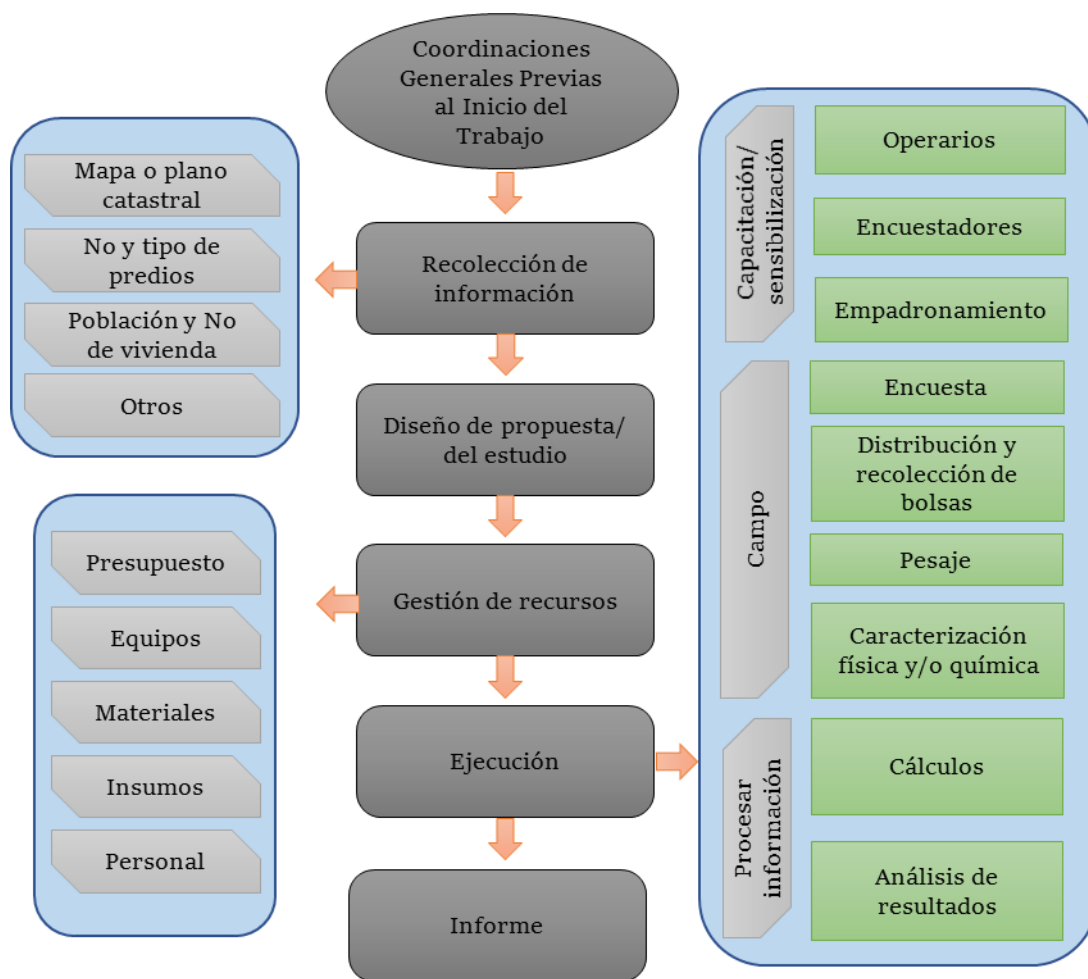 Coordinaciones
Generales Previas
al Inicio del
Trabajo
Recolección de
información
Mapa o plano
catastral
No y tipo de
predios
Población y No
de vivienda
Otros
Diseño de propuesta/
del estudio
Gestión de recursos
Presupuesto
Equipos
Materiales
Insumos
Personal
Ejecución
Capacitación/
sensibilización
Operarios
Encuestadores
Empadronamiento
Campo
Encuesta
Distribución y
recolección de
bolsas
Pesaje
Caracterización
física y/o química
Procesar
información
Cálculos
Análisis de
resultados
Informe